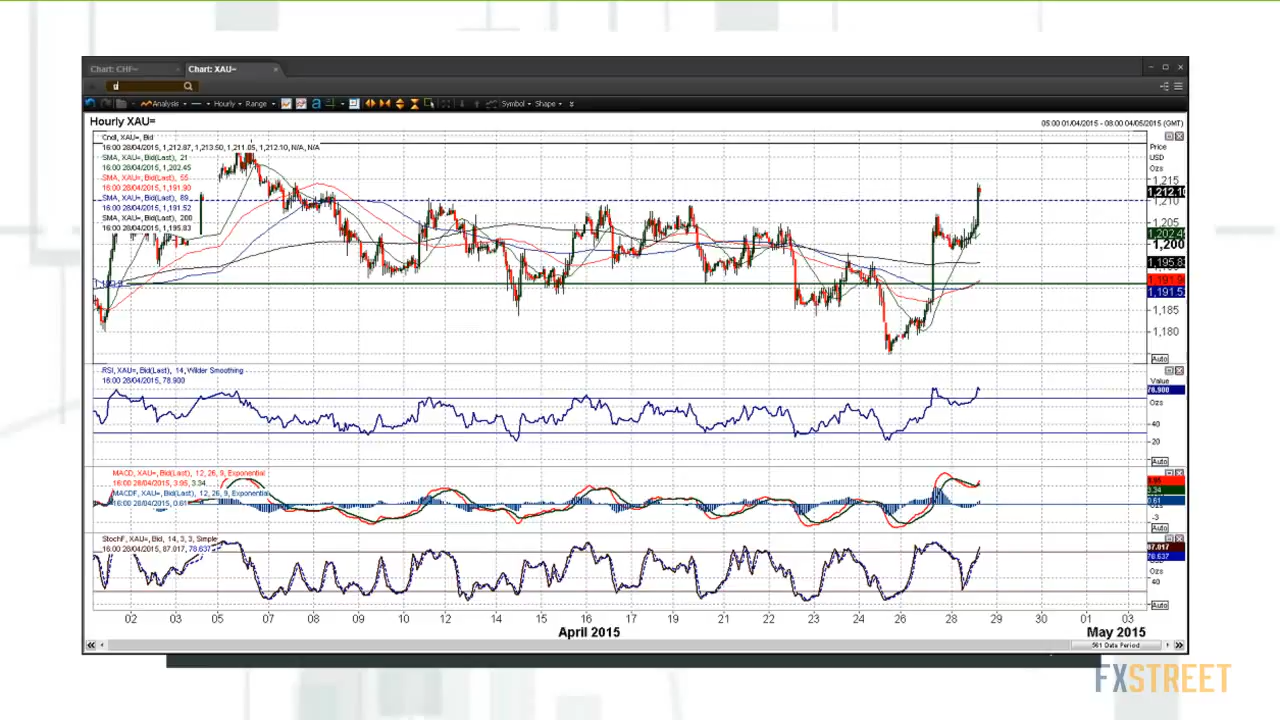 Chart: CHF~
Chart: XAU~
Analysis
Hourly
Range
Symbol
Shape
Hourly XAU=
05:00 01/04/2015 - 08:00 04/05/2015 (GMT)
Cndl, XAU=, Bid
16:00 28/04/2015, 1,212.87, 1,213.50, 1,211.05, 1,212.10, N/A, N/A
SMA, XAU=, Bid(Last), 21
16:00 28/04/2015, 1,202.45
SMA, XAU=, Bid(Last), 55
16:00 28/04/2015, 1,191.90
SMA, XAU=, Bid(Last), 89
16:00 28/04/2015, 1,191.52
SMA, XAU=, Bid(Last), 200
16:00 28/04/2015, 1,195.83
Price
USD
Ozs
1,215
1,212.10
1,210
1,205
1,202.4
1,200
1,195.8
1,191.5
1,185
1,180
Auto
RSI, XAU=, Bid(Last), 14, Wilder Smoothing
16:00 28/04/2015, 78.900
Value
78.900
Ozs
40
20
Auto
MACD, XAU=, Bid(Last), 12, 26, 9, Exponential
16:00 28/04/2015, 3.95, 3.34
MACDF, XAU=, Bid(Last), 12, 26, 9, Exponential
16:00 28/04/2015, 0.61
3.95
3.34
0.61
-3
Auto
StochF, XAU=, Bid, 14, 3, 3, Simple
16:00 28/04/2015, 87.017, 78.637
87.017
78.637
Ozs
40
Auto
02 03 05 07 08 09 10 12 14 15 16 17 19 21 22 23 24 26 28 29 30 01 03
April 2015
May 2015
561 Data Period
FXSTREET